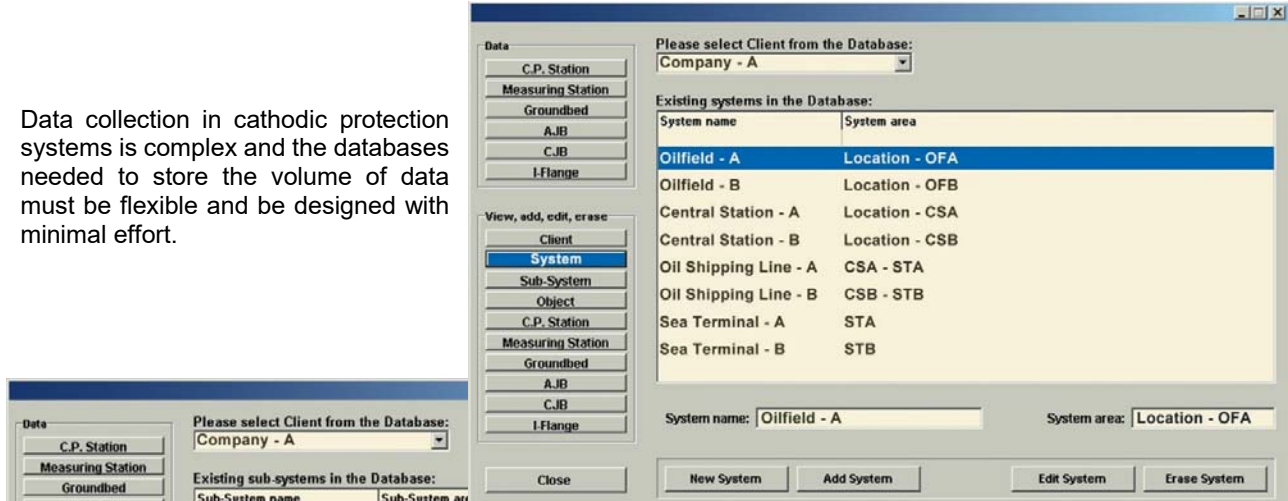 Data collection in cathodic protection
systems is complex and the databases
needed to store the volume of data
must be flexible and be designed with
minimal effort.
Data
C.P. Station
Measuring Station
Groundbed
AJB
CJB
I-Flange
View, add, edit, erase
Client
System
Sub-System
Object
C.P. Station
Measuring Station
Groundbed
AJB
CJB
I-Flange
Close
Please select Client from the Database:
Company - A
Existing systems in the Database:
System name System area
Oilfield - A Location - OFA
Oilfield - B Location - OFB
Central Station - A Location - CSA
Central Station - B Location - CSB
Oil Shipping Line - A CSA - STA
Oil Shipping Line - B CSB - STB
Sea Terminal - A STA
Sea Terminal - B STB
System name: Oilfield - A System area: Location - OFA
New System Add System Edit System Erase System
Data
C.P. Station
Measuring Station
Groundbed
Please select Client from the Database:
Company - A
Existing sub-systems in the Database:
Sub-System name Sub-System